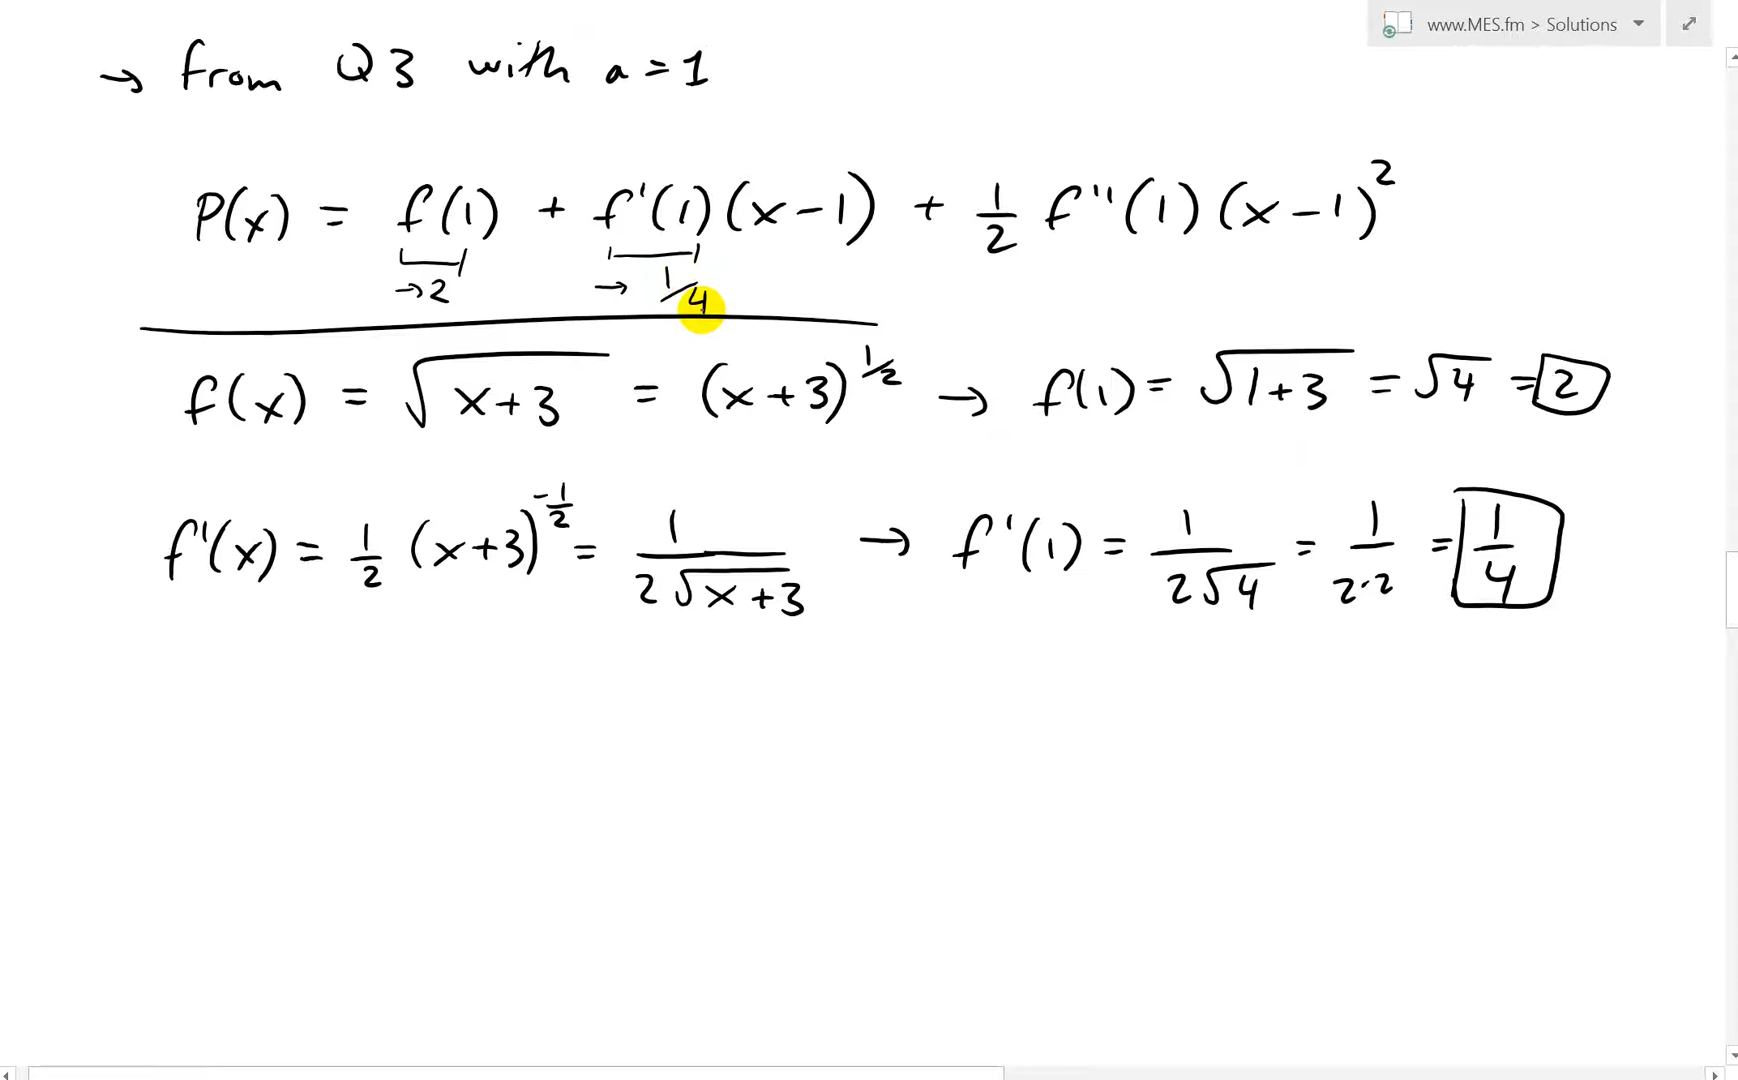 www.MES.fm > Solutions
→ from Q3 with a = 1
P(x) = f(1) + f'(1)(x-1) + 1/2 f''(1)(x-1)²
→2 → 1/4
f(x) = √(x+3) = (x+3)^(1/2) → f(1) = √(1+3) = √4 = 2
f'(x) = 1/2 (x+3)^(-1/2) = 1/(2√(x+3)) → f'(1) = 1/(2√4) = 1/(2·2) = 1/4